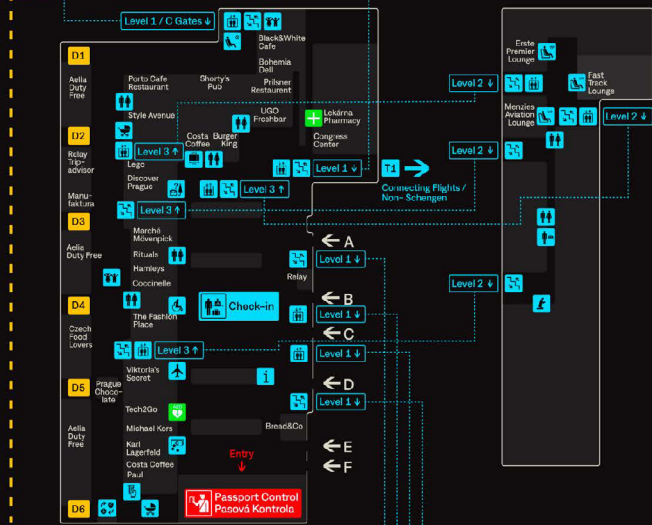 Level 1 / C Gates ↓
Black&White
Cafe
Bohemia
Deli
Pilsner
Restaurant
D1
Aelia
Duty
Free
Porto Cafe
Restaurant
Shorty's
Pub
Style Avenue
UGO
Freshbar
Lekárna
Pharmacy
Congress
Center
D2
Relay
Trip-
advisor
Costa
Coffee
Burger
King
Level 3 ↑
Lego
Level 1 ↓
T1 →
Connecting Flights /
Non-Schengen
Discover
Prague
Level 3 ↑
Manu-
faktura
Level 3 ↑
D3
Aelia
Duty Free
Marché
Mövenpick
Rituals
Hamleys
Coccinelle
← A
Level 1 ↓
Relay
D4
The Fashion
Place
Check-in
← B
Level 1 ↓
← C
Czech
Food
Lovers
Level 3 ↑
Level 1 ↓
Viktoria's
Secret
i
← D
D5
Prague
Choco-
late
Level 1 ↓
Tech2Go
AED
Aelia
Duty
Free
Michael Kors
Bread&Co
Karl
Lagerfeld
← E
Costa Coffee
Paul
Entry
↓
← F
D6
Passport Control
Pasová Kontrola
Erste
Premier
Lounge
Level 2 ↓
Fast
Track
Lounge
Menzies
Aviation
Lounge
Level 2 ↓
Level 2 ↓
Level 2 ↓